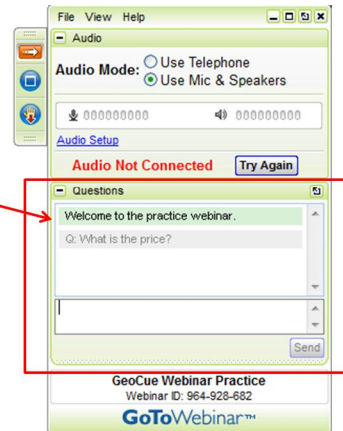 File View Help
Audio
Audio Mode: Use Telephone
Use Mic & Speakers
000000000 000000000
Audio Setup
Audio Not Connected Try Again
Questions
Welcome to the practice webinar.
Q: What is the price?
Send
GeoCue Webinar Practice
Webinar ID: 964-928-682
GoToWebinar™